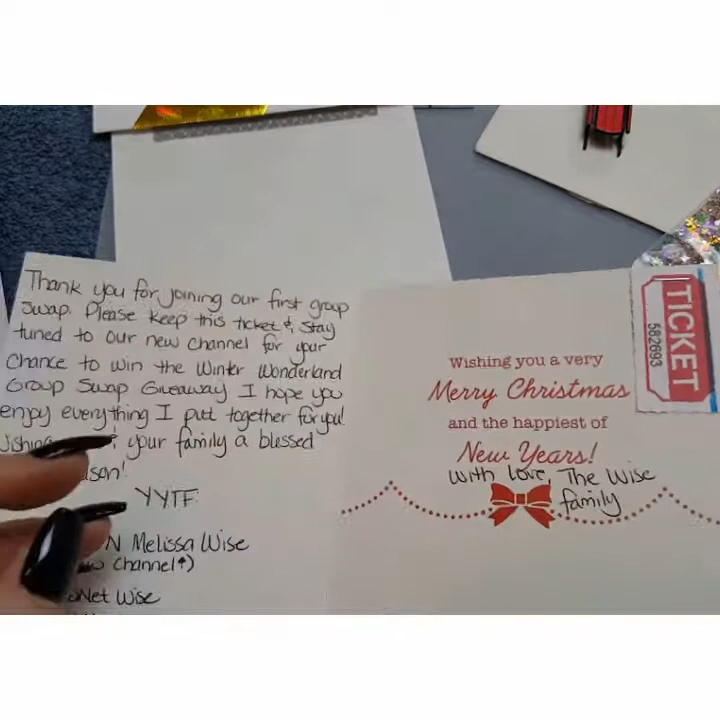 Thank you for joining our first group
Swap. Please keep this ticket & stay
tuned to our new channel for your
Chance to win the Winter Wonderland
Group Swap Giveaway I hope you
enjoy everything I put together for you!
your family a blessed
YYTF:
N Melissa Wise
Channel↑)
Net Wise
Wishing you a very
Merry Christmas
and the happiest of
New Years!
With love, The Wise
family
TICKET
582693